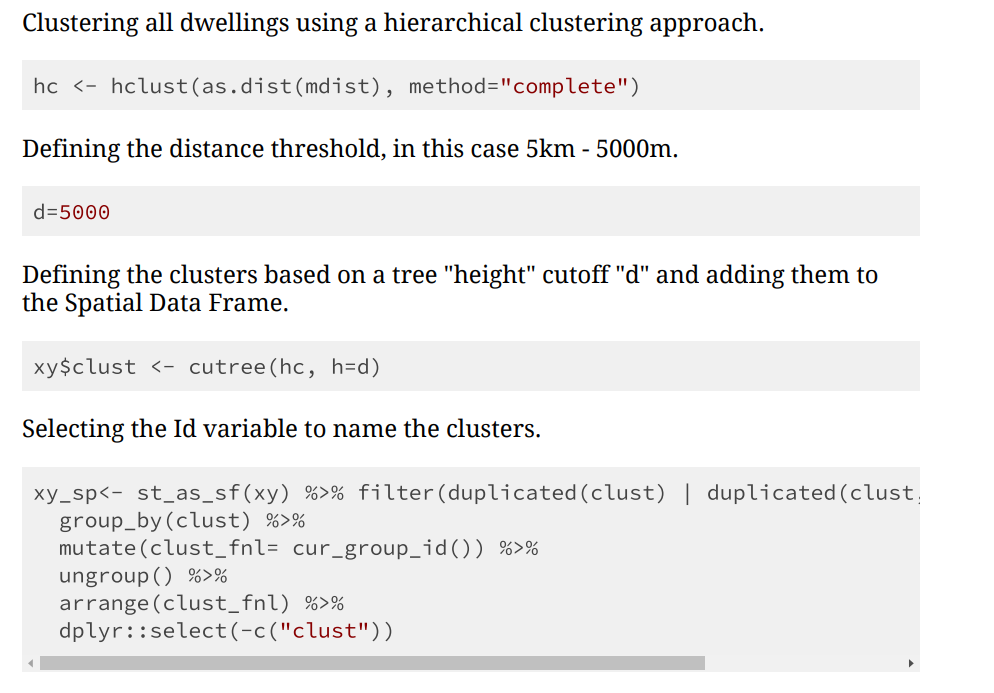 Clustering all dwellings using a hierarchical clustering approach.
hc <- hclust(as.dist(mdist), method="complete")
Defining the distance threshold, in this case 5km - 5000m.
d=5000
Defining the clusters based on a tree "height" cutoff "d" and adding them to
the Spatial Data Frame.
xy$clust <- cutree(hc, h=d)
Selecting the Id variable to name the clusters.
xy_sp<- st_as_sf(xy) %>% filter(duplicated(clust) | duplicated(clust,
  group_by(clust) %>%
  mutate(clust_fnl= cur_group_id()) %>%
  ungroup() %>%
  arrange(clust_fnl) %>%
  dplyr::select(-c("clust"))